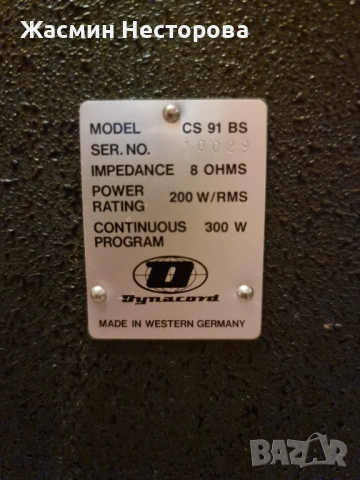 Жасмин Несторова
MODEL CS 91 BS
SER. NO. 10029
IMPEDANCE 8 OHMS
POWER RATING 200 W/RMS
CONTINUOUS PROGRAM 300 W
D
Dynacord
MADE IN WESTERN GERMANY
BAZAR